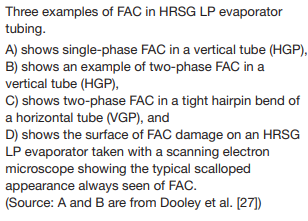 Three examples of FAC in HRSG LP evaporator
tubing.
A) shows single-phase FAC in a vertical tube (HGP),
B) shows an example of two-phase FAC in a
vertical tube (HGP),
C) shows two-phase FAC in a tight hairpin bend of
a horizontal tube (VGP), and
D) shows the surface of FAC damage on an HRSG
LP evaporator taken with a scanning electron
microscope showing the typical scalloped
appearance always seen of FAC.
(Source: A and B are from Dooley et al. [27])